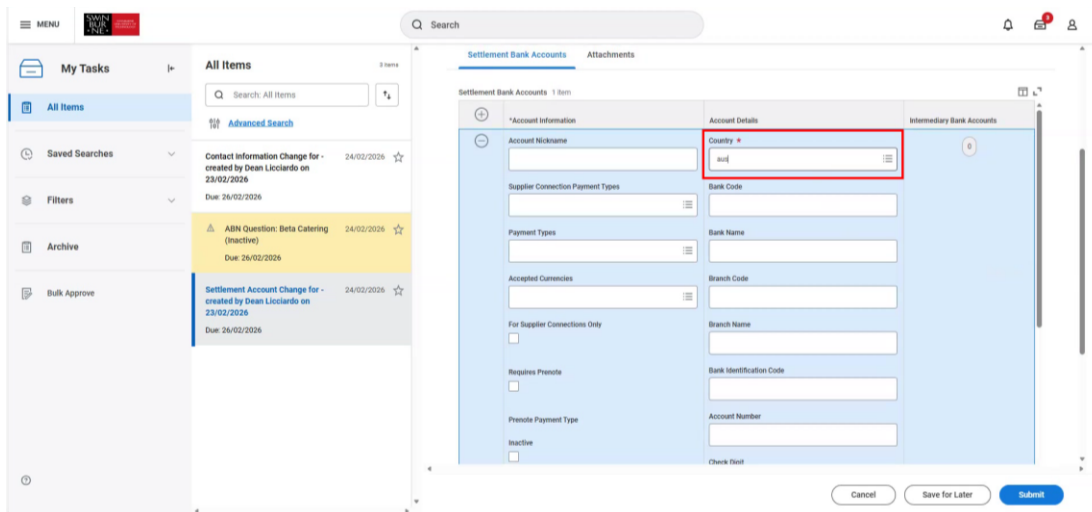 MENU
SWIN
BUR
NE
Search
3
My Tasks
All Items
Saved Searches
Filters
Archive
Bulk Approve
All Items
Search: All Items
Advanced Search
Contact Information Change for -
created by Dean Licciardo on
23/02/2026
24/02/2026
Due: 26/02/2026
ABN Question: Beta Catering
(Inactive)
24/02/2026
Due: 26/02/2026
Settlement Account Change for -
created by Dean Licciardo on
23/02/2026
24/02/2026
Due: 26/02/2026
Settlement Bank Accounts
Attachments
Settlement Bank Accounts 1 item
*Account Information
Account Details
Intermediary Bank Accounts
Account Nickname
Country *
aus
0
Supplier Connection Payment Types
Bank Code
Payment Types
Bank Name
Accepted Currencies
Branch Code
For Supplier Connections Only
Branch Name
Requires Prenote
Bank Identification Code
Prenote Payment Type
Account Number
Inactive
Check Digit
Cancel
Save for Later
Submit